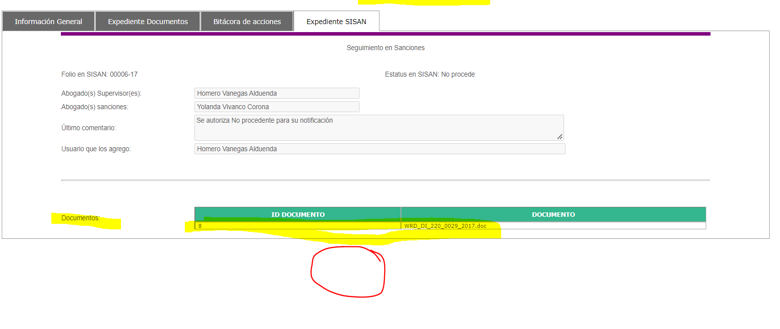 Información General Expediente Documentos Bitácora de acciones Expediente SISAN
Seguimiento en Sanciones
Folio en SISAN: 00006-17 Estatus en SISAN: No procede
Abogado(s) Supervisor(es): Homero Vanegas Alduenda
Abogado(s) sanciones: Yolanda Vivanco Corona
Último comentario: Se autoriza No procedente para su notificación
Usuario que los agrego: Homero Vanegas Alduenda
Documentos: ID DOCUMENTO DOCUMENTO
WRD_DI_220_0029_2017.doc